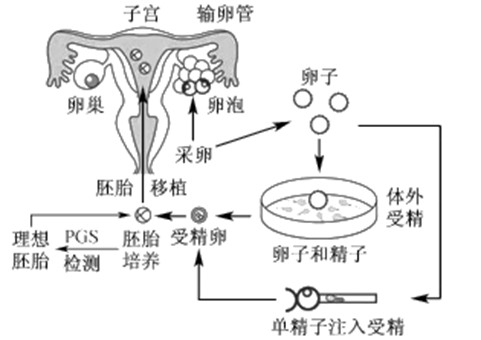 子宫
输卵管
卵巢
卵泡
卵子
采卵
胚胎 移植
体外
受精
理想
胚胎
PGS
检测
胚胎
培养
受精卵
卵子和精子
单精子注入受精